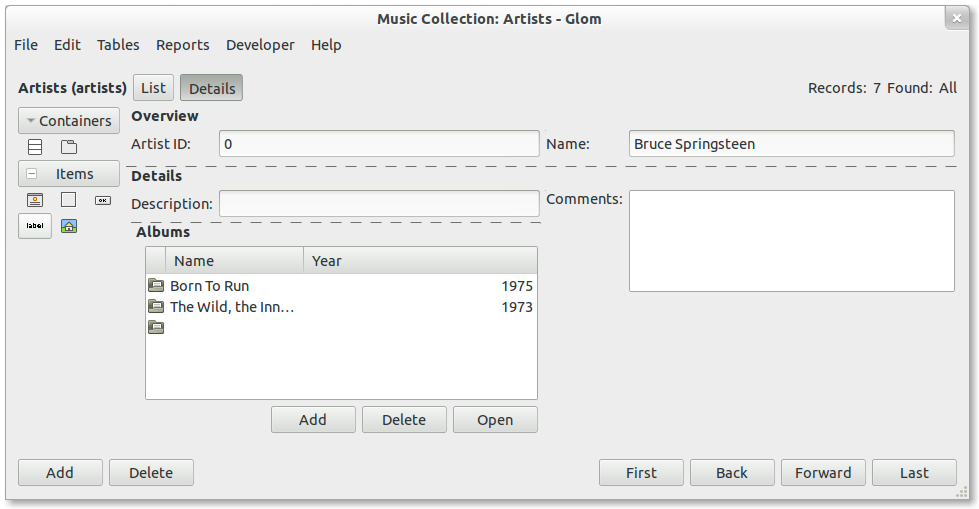 Music Collection: Artists - Glom
File Edit Tables Reports Developer Help
Artists (artists) List Details Records: 7 Found: All
Containers
Items
OK
label
Overview
Artist ID: 0 Name: Bruce Springsteen
Details
Description: Comments:
Albums
Name Year
Born To Run 1975
The Wild, the Inn... 1973
Add Delete Open
Add Delete First Back Forward Last